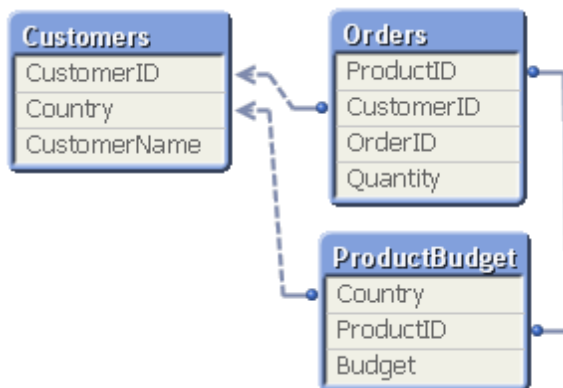 Customers
CustomerID
Country
CustomerName
Orders
ProductID
CustomerID
OrderID
Quantity
ProductBudget
Country
ProductID
Budget